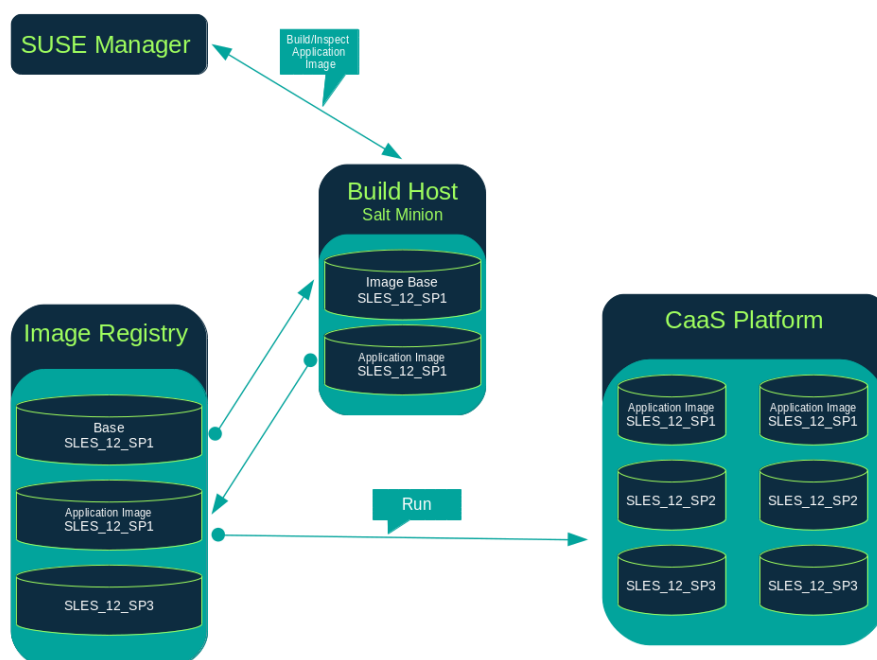 SUSE Manager
Build/Inspect
Application
Image
Build Host
Salt Minion
Image Base
SLES_12_SP1
Application Image
SLES_12_SP1
Image Registry
Base
SLES_12_SP1
Application Image
SLES_12_SP1
SLES_12_SP3
Run
CaaS Platform
Application Image
SLES_12_SP1
Application Image
SLES_12_SP1
SLES_12_SP2
SLES_12_SP2
SLES_12_SP3
SLES_12_SP3